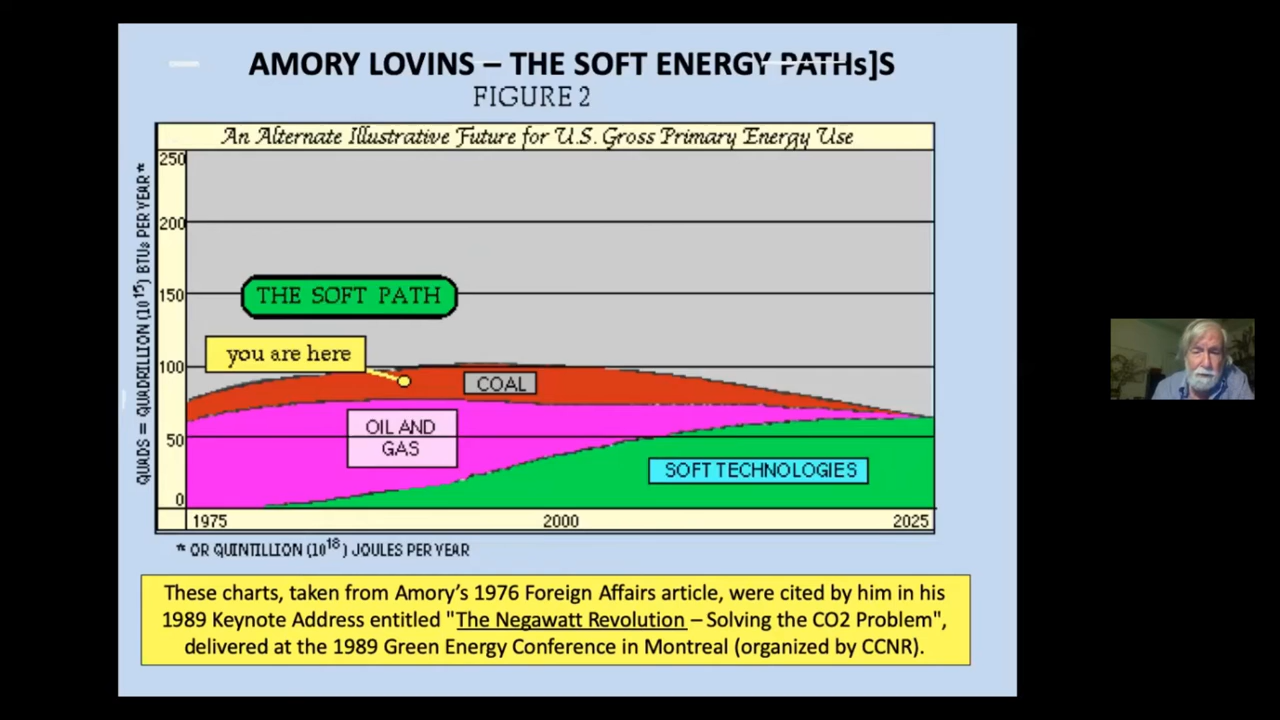 AMORY LOVINS – THE SOFT ENERGY PATHs]S
FIGURE 2
An Alternate Illustrative Future for U.S. Gross Primary Energy Use
QUADS = QUADRILLION (10^15) BTUs PER YEAR*
250
200
150
100
50
0
THE SOFT PATH
you are here
COAL
OIL AND
GAS
SOFT TECHNOLOGIES
1975
2000
2025
* OR QUINTILLION (10^18) JOULES PER YEAR
These charts, taken from Amory’s 1976 Foreign Affairs article, were cited by him in his
1989 Keynote Address entitled "The Negawatt Revolution – Solving the CO2 Problem",
delivered at the 1989 Green Energy Conference in Montreal (organized by CCNR).